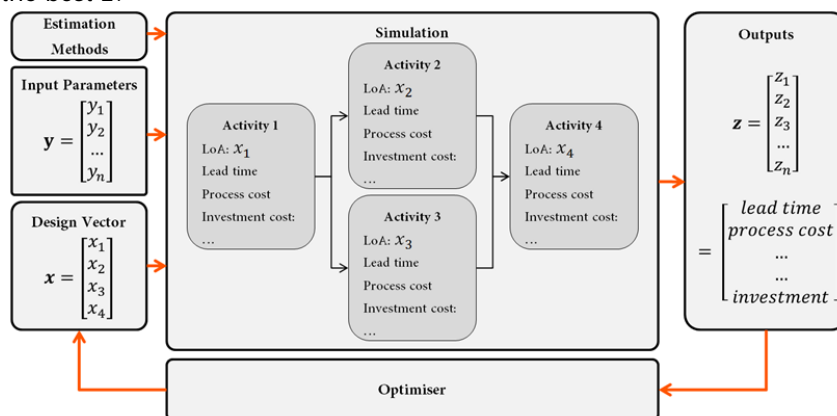 the best z.
Estimation
Methods
Input Parameters
y = [y1
y2
...
yn]
Design Vector
x = [x1
x2
x3
x4]
Simulation
Activity 1
LoA: x1
Lead time
Process cost
Investment cost:
...
Activity 2
LoA: x2
Lead time
Process cost
Investment cost:
...
Activity 3
LoA: x3
Lead time
Process cost
Investment cost:
...
Activity 4
LoA: x4
Lead time
Process cost
Investment cost:
...
Outputs
z = [z1
z2
z3
...
zn]
= [lead time
process cost
...
...
investment]
Optimiser